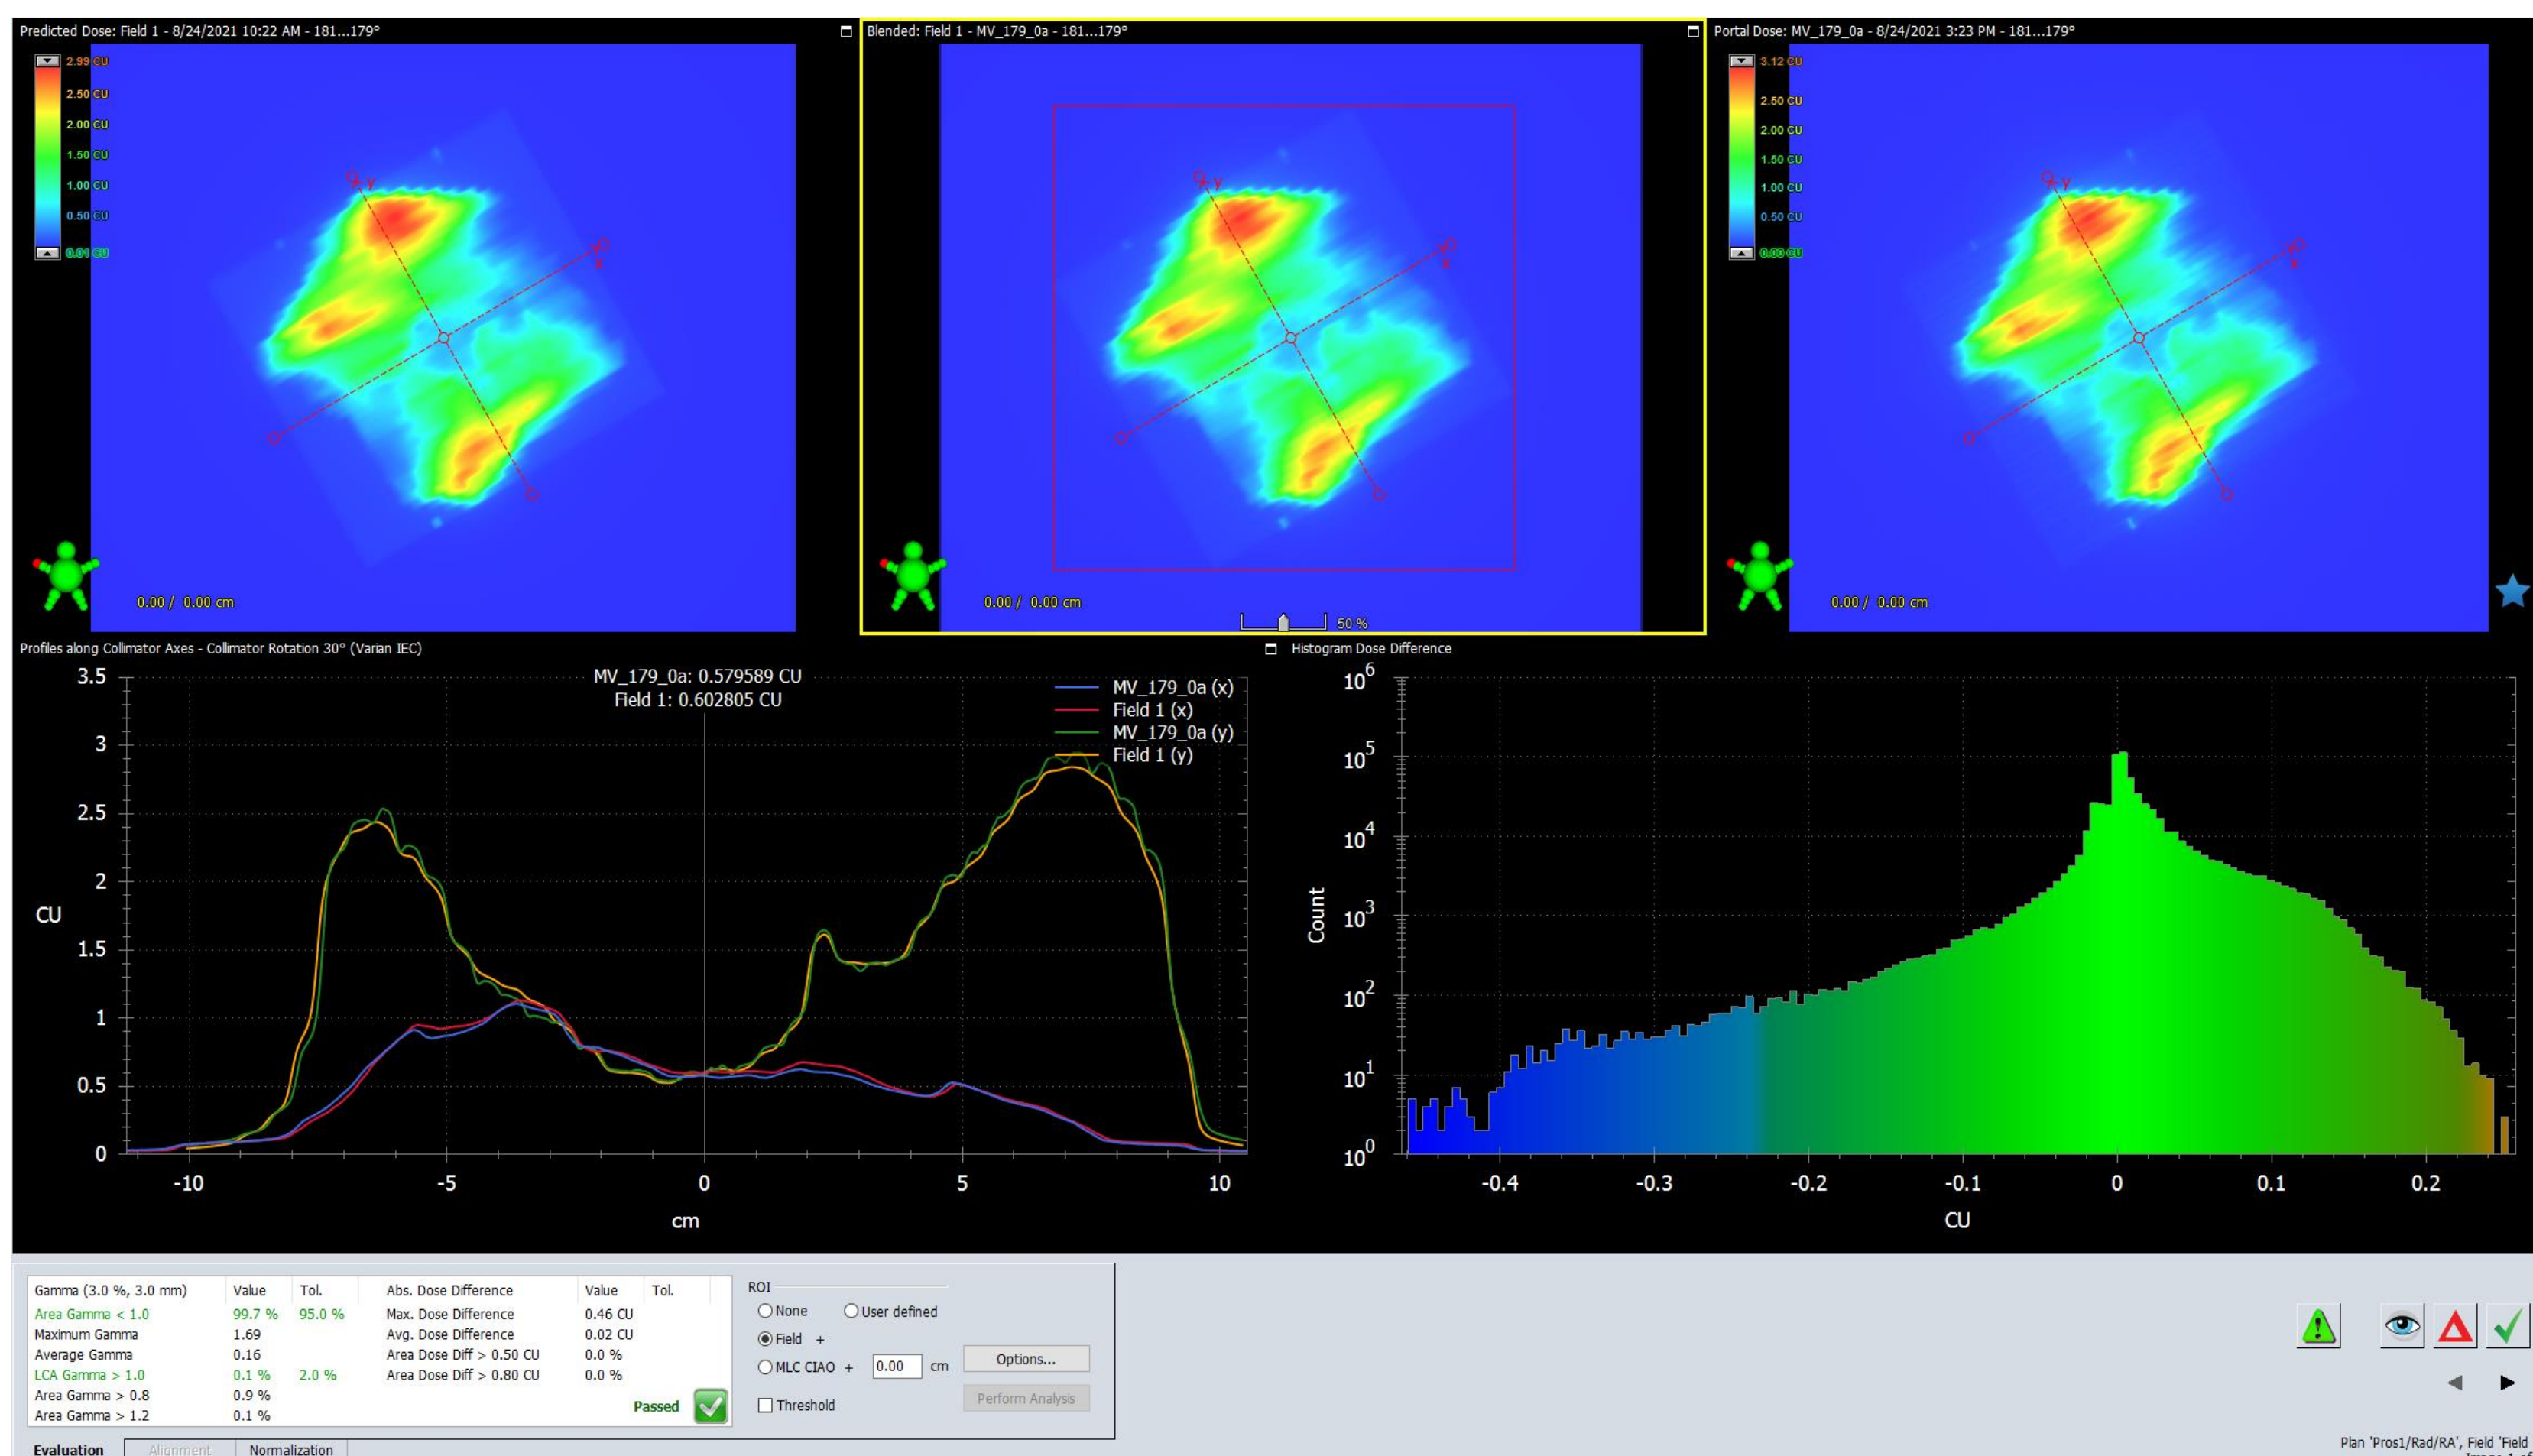 Predicted Dose: Field 1 - 8/24/2021 10:22 AM - 181...179°
2.99 CU
2.50 CU
2.00 CU
1.50 CU
1.00 CU
0.50 CU
0.01 CU
y
x
0.00 / 0.00 cm
Blended: Field 1 - MV_179_0a - 181...179°
y
x
0.00 / 0.00 cm
50 %
Portal Dose: MV_179_0a - 8/24/2021 3:23 PM - 181...179°
3.12 CU
2.50 CU
2.00 CU
1.50 CU
1.00 CU
0.50 CU
0.00 CU
y
x
0.00 / 0.00 cm
Profiles along Collimator Axes - Collimator Rotation 30° (Varian IEC)
MV_179_0a: 0.579589 CU
Field 1: 0.602805 CU
MV_179_0a (x)
Field 1 (x)
MV_179_0a (y)
Field 1 (y)
3.5
3
2.5
2
CU
1.5
1
0.5
0
-10 -5 0 5 10
cm
Histogram Dose Difference
10^6
10^5
10^4
Count
10^3
10^2
10^1
10^0
-0.4 -0.3 -0.2 -0.1 0 0.1 0.2
CU
Gamma (3.0 %, 3.0 mm) Value Tol. Abs. Dose Difference Value Tol.
Area Gamma < 1.0 99.7 % 95.0 % Max. Dose Difference 0.46 CU
Maximum Gamma 1.69 Avg. Dose Difference 0.02 CU
Average Gamma 0.16 Area Dose Diff > 0.50 CU 0.0 %
LCA Gamma > 1.0 0.1 % 2.0 % Area Dose Diff > 0.80 CU 0.0 %
Area Gamma > 0.8 0.9 %
Area Gamma > 1.2 0.1 %
Passed
ROI
None User defined
Field +
MLC CIAO + 0.00 cm
Threshold
Options...
Perform Analysis
Evaluation Alignment Normalization
Plan 'Pros1/Rad/RA', Field 'Field